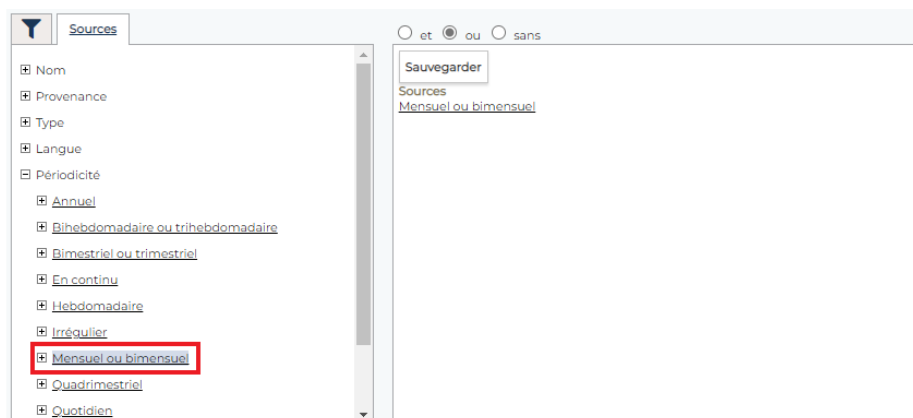 Sources
et ou sans
Nom
Provenance
Type
Langue
Périodicité
Annuel
Bihebdomadaire ou trihebdomadaire
Bimestriel ou trimestriel
En continu
Hebdomadaire
Irrégulier
Mensuel ou bimensuel
Quadrimestriel
Quotidien
Sauvegarder
Sources
Mensuel ou bimensuel